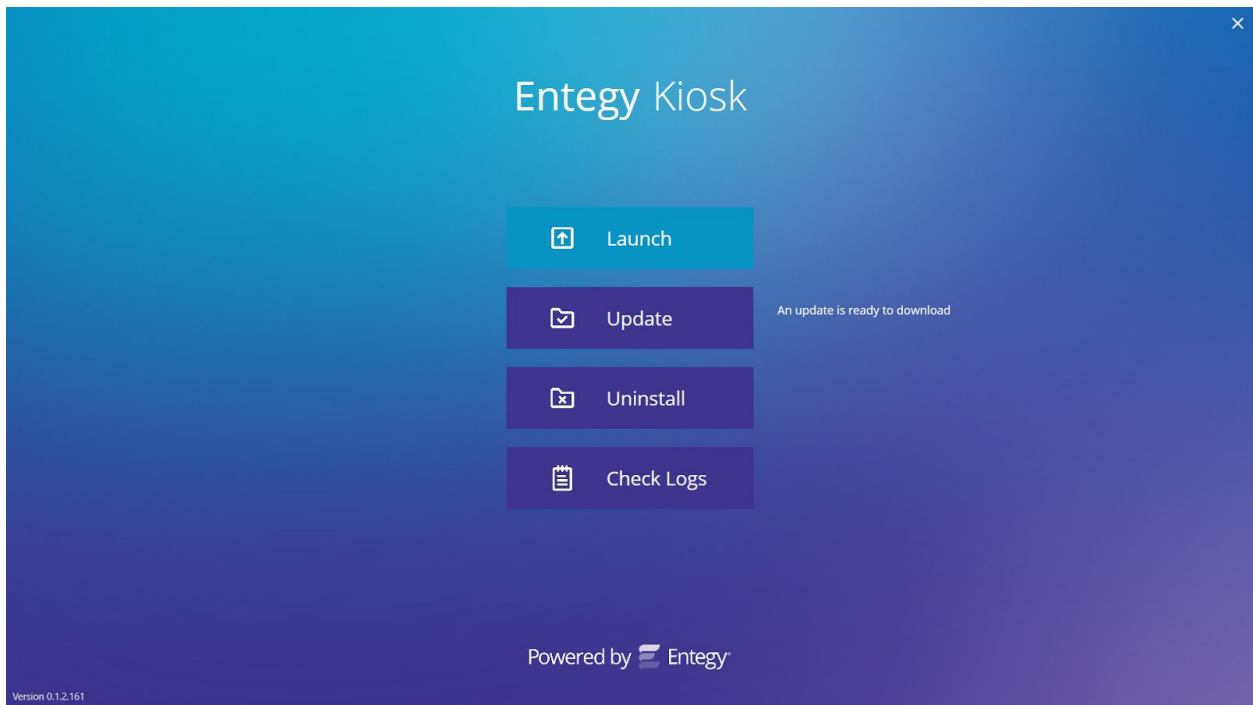 Entegy Kiosk
Launch
Update
An update is ready to download
Uninstall
Check Logs
Powered by Entegy
Version 0.1.2.161